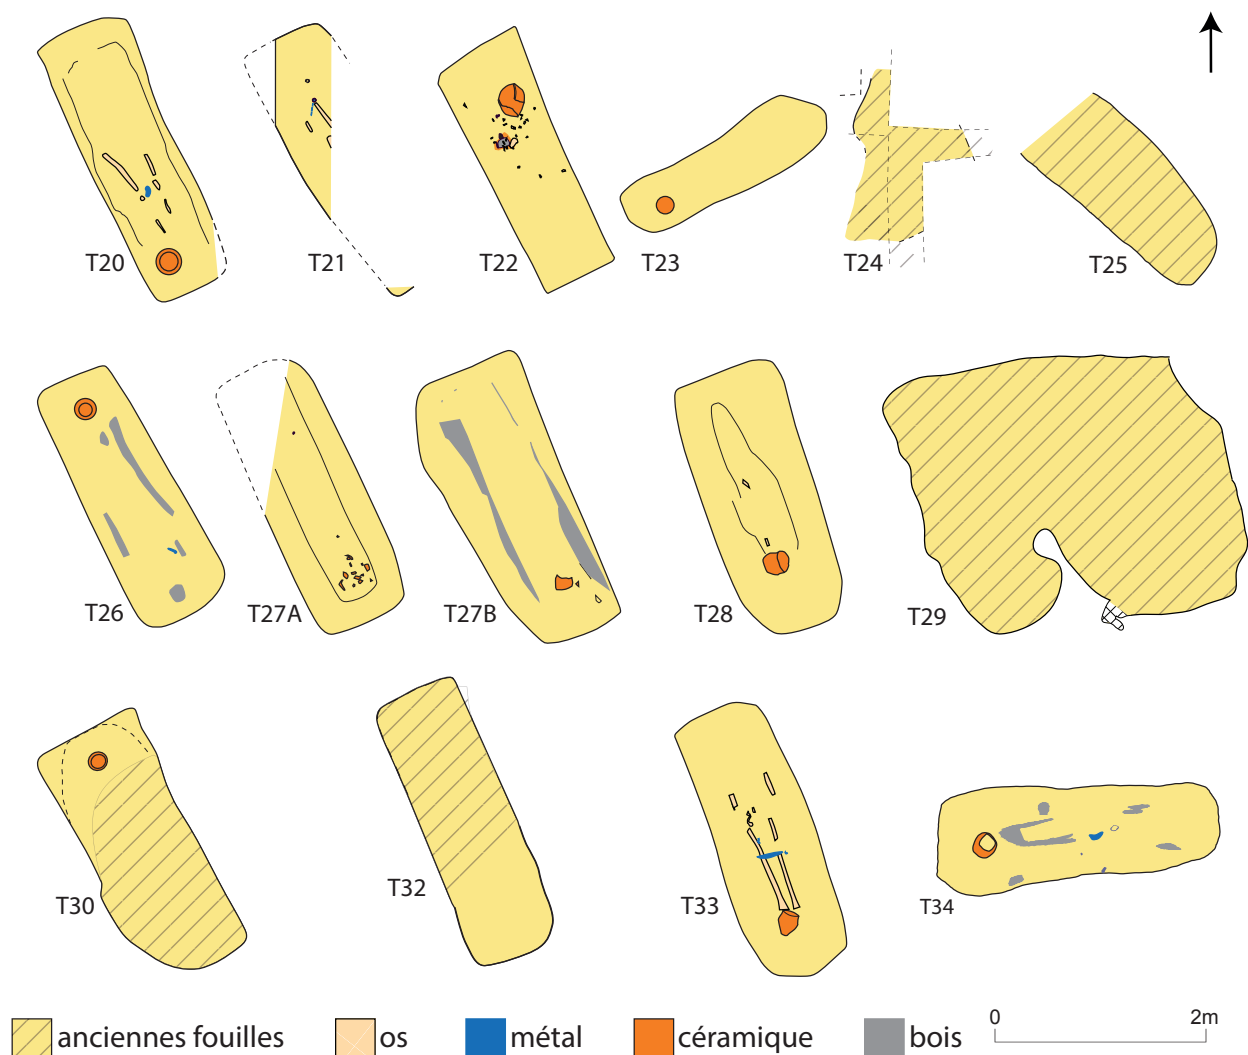 T20
T21
T22
T23
T24
T25
T26
T27A
T27B
T28
T29
T30
T32
T33
T34
anciennes fouilles
os
métal
céramique
bois
0
2m